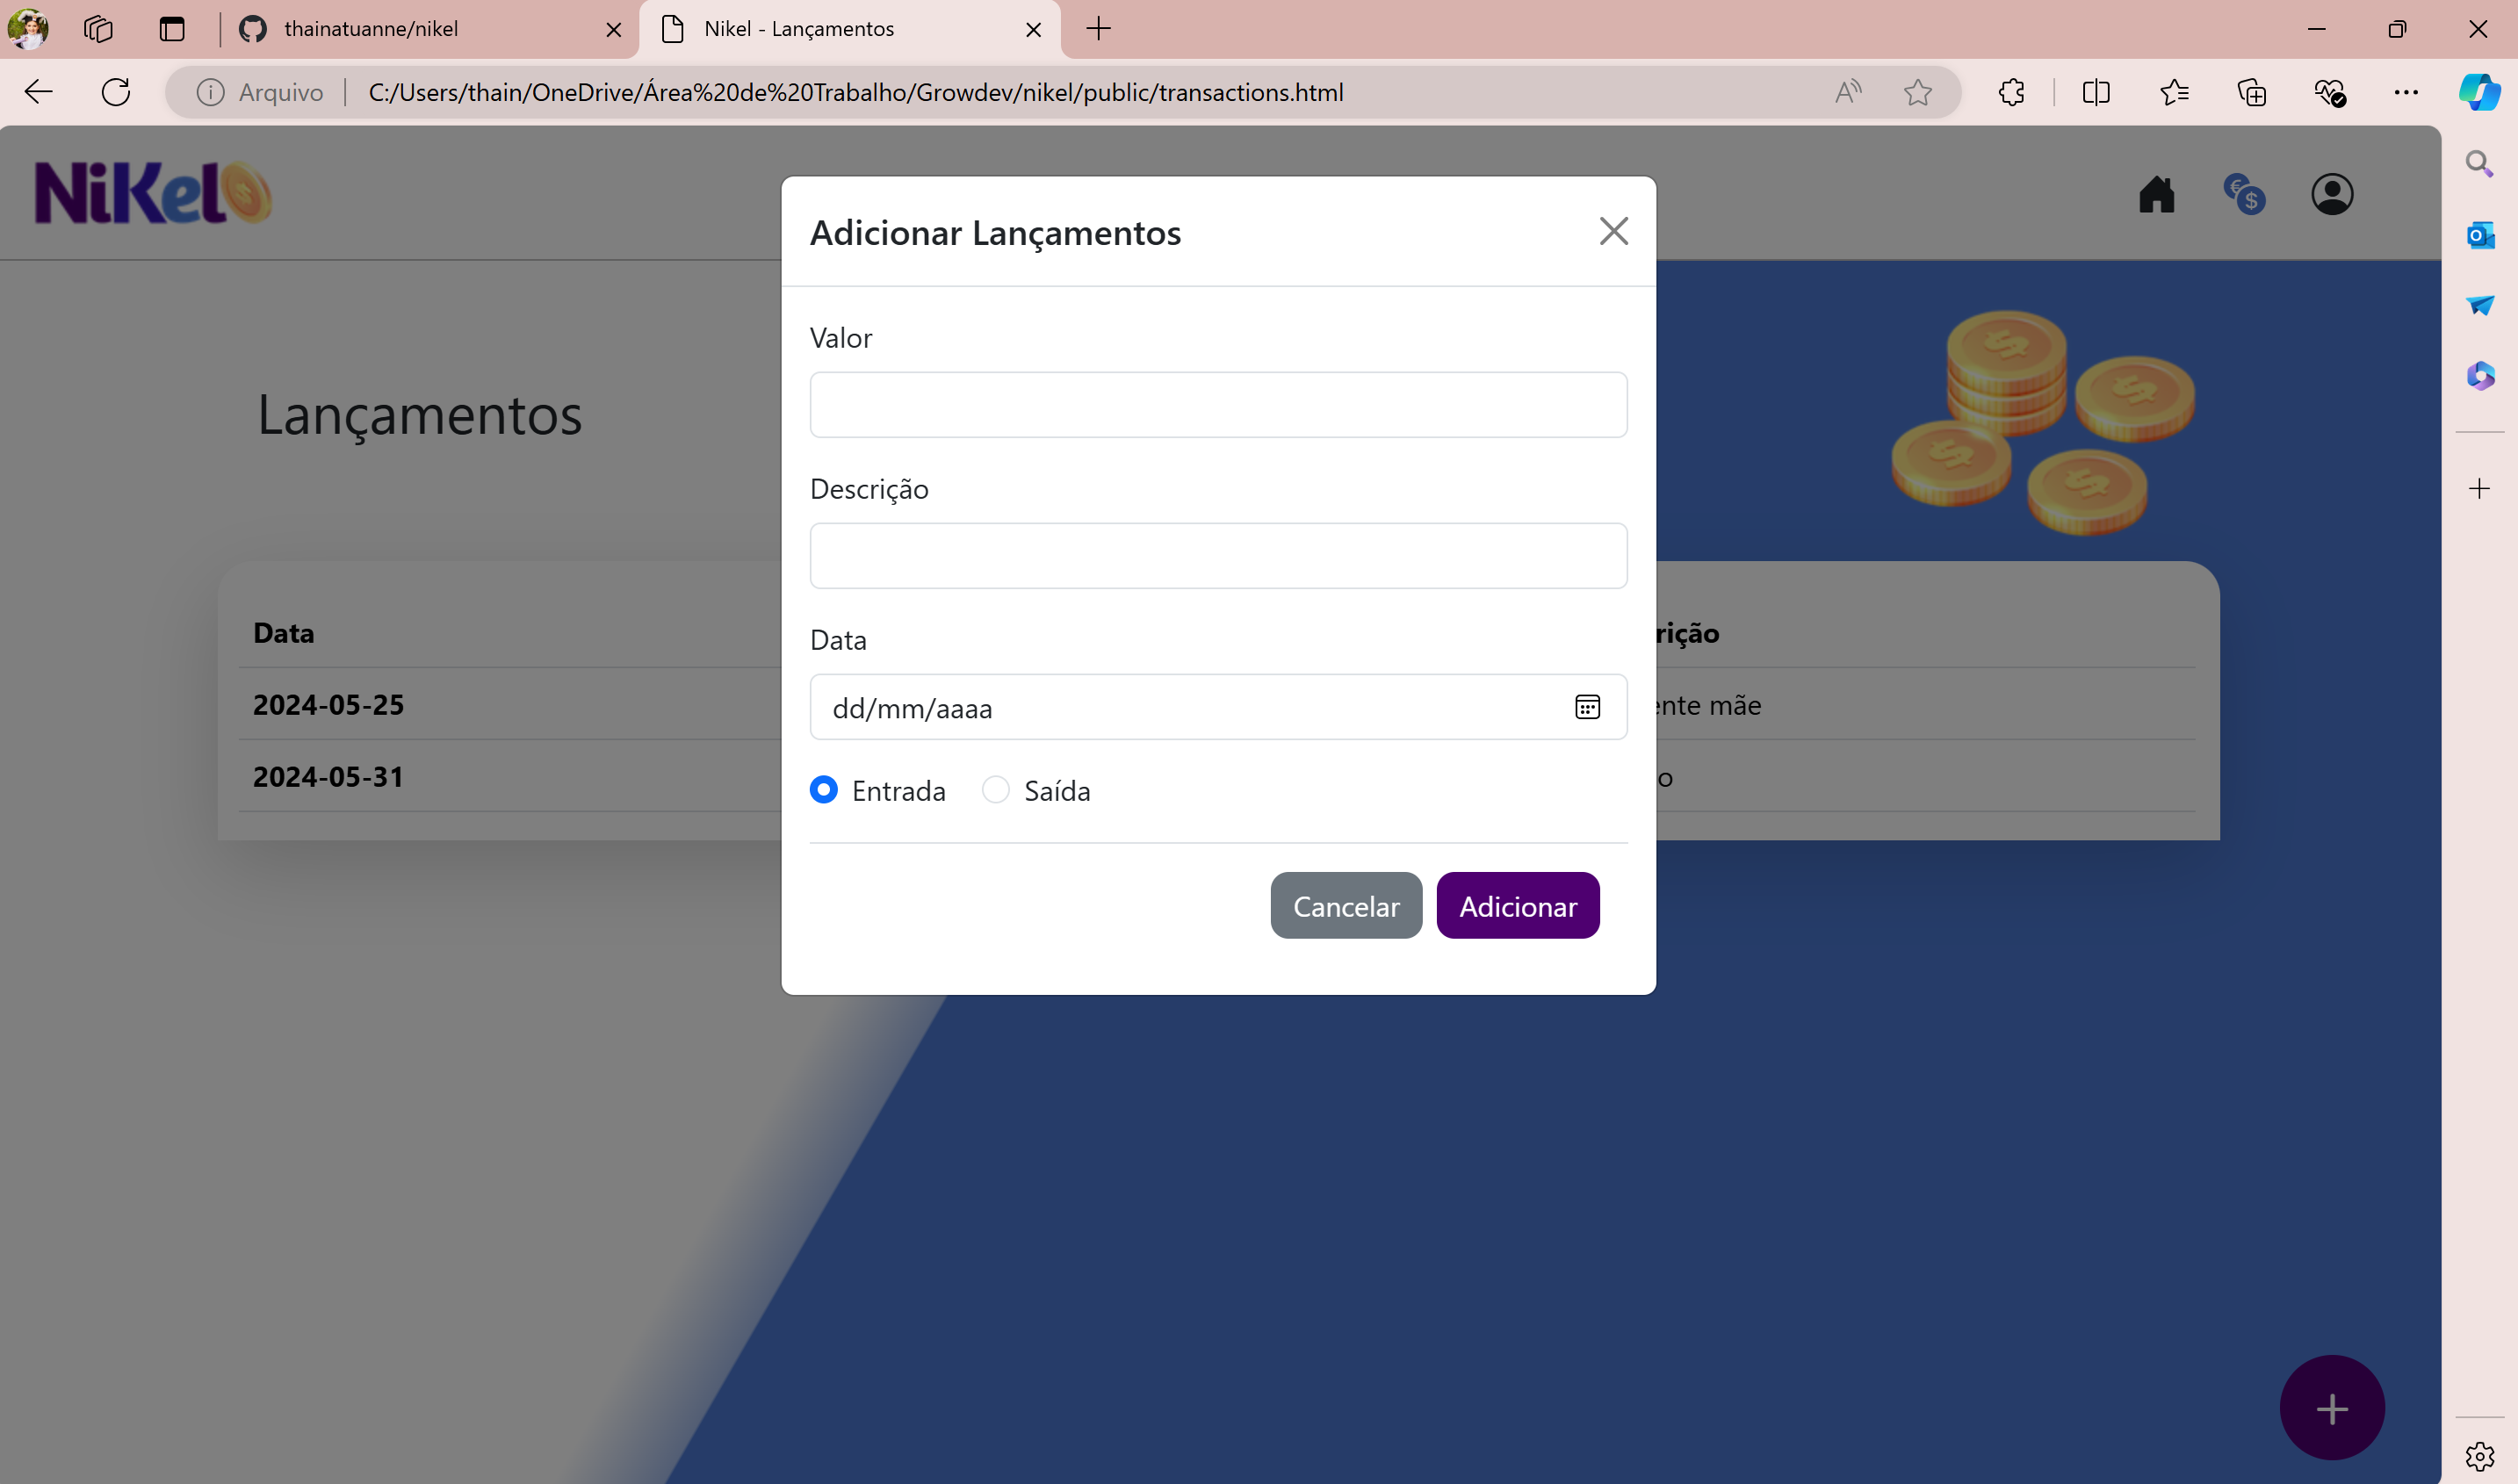 thainatuanne/nikel
Nikel - Lançamentos
Arquivo
C:/Users/thain/OneDrive/Área%20de%20Trabalho/Growdev/nikel/public/transactions.html
NiKel
Adicionar Lançamentos
Valor
Lançamentos
Descrição
Data
rição
Data
2024-05-25
ente mãe
dd/mm/aaaa
2024-05-31
o
Entrada
Saída
Cancelar
Adicionar